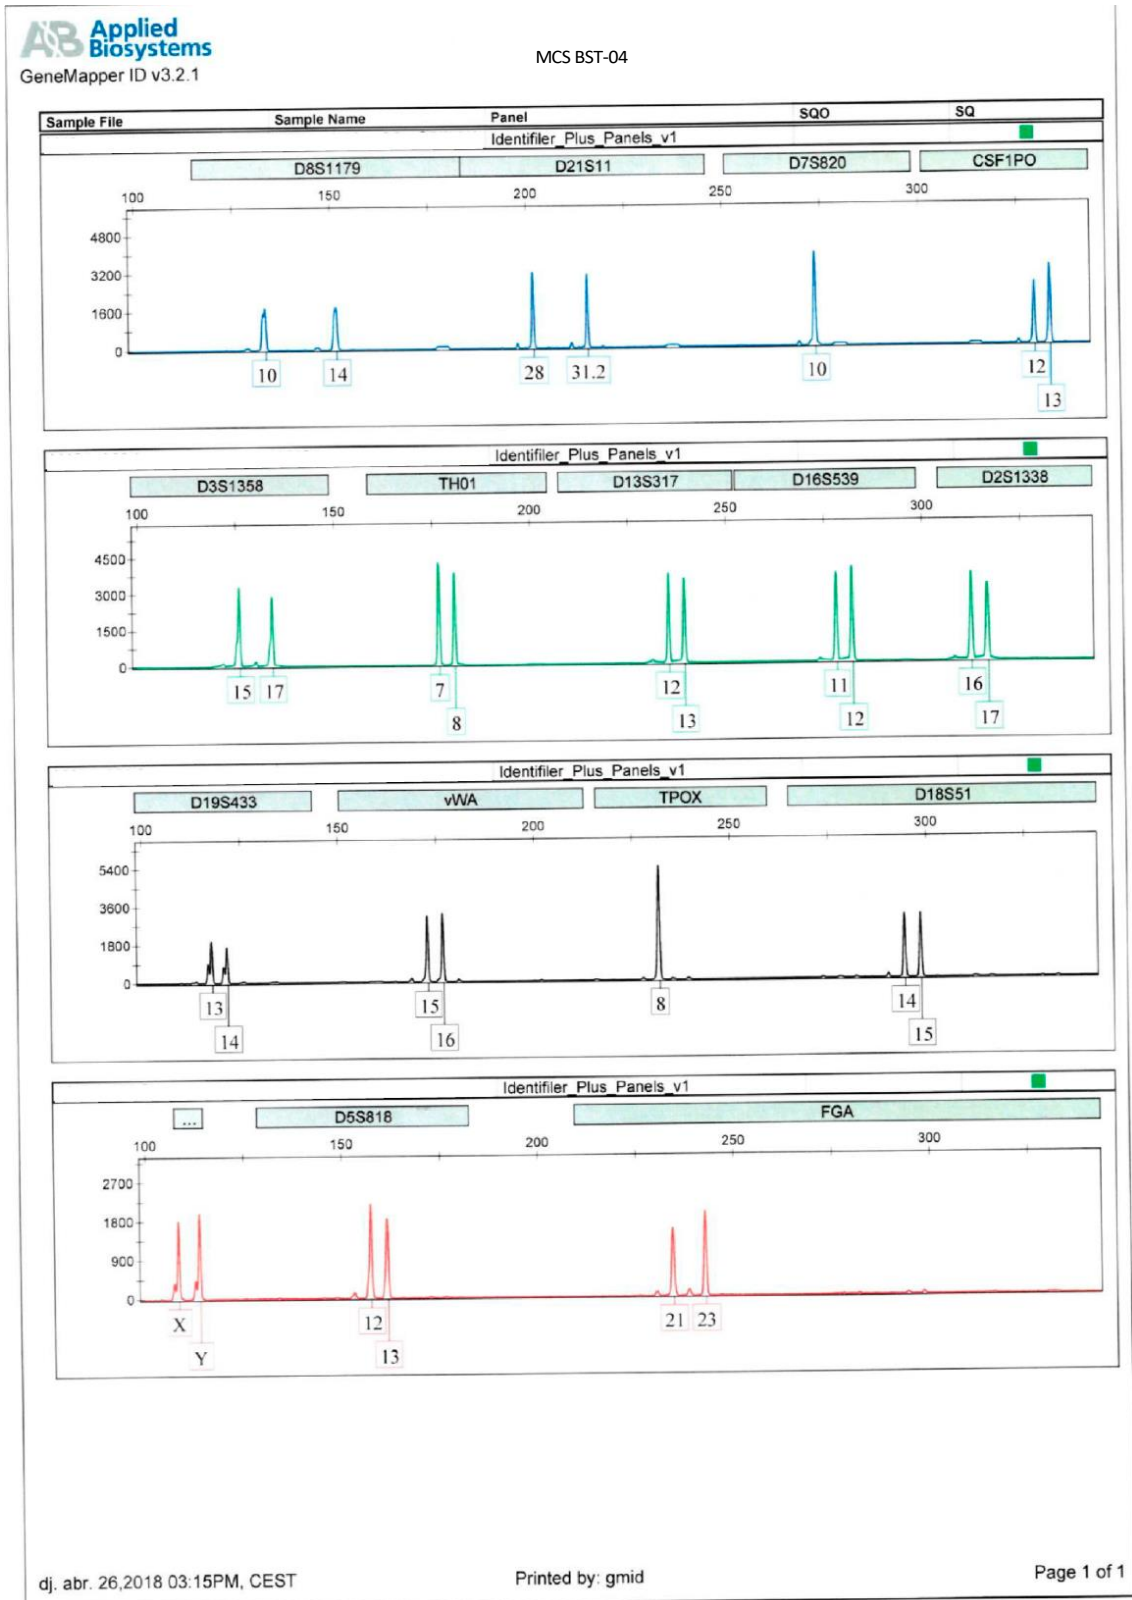 AB Applied
Biosystems
GeneMapper ID v3.2.1
MCS BST-04
Sample File Sample Name Panel SQO SQ
Identifiler_Plus_Panels_v1
D8S1179 D21S11 D7S820 CSF1PO
100 150 200 250 300
4800
3200
1600
0
10 14 28 31.2 10 12
13
Identifiler_Plus_Panels_v1
D3S1358 TH01 D13S317 D16S539 D2S1338
100 150 200 250 300
4500
3000
1500
0
15 17 7 12 11 16
8 13 12 17
Identifiler_Plus_Panels_v1
D19S433 vWA TPOX D18S51
100 150 200 250 300
5400
3600
1800
0
13 15 8 14
14 16 15
Identifiler_Plus_Panels_v1
... D5S818 FGA
100 150 200 250 300
2700
1800
900
0
X 12 21 23
Y 13
dj. abr. 26,2018 03:15PM, CEST Printed by: gmid Page 1 of 1